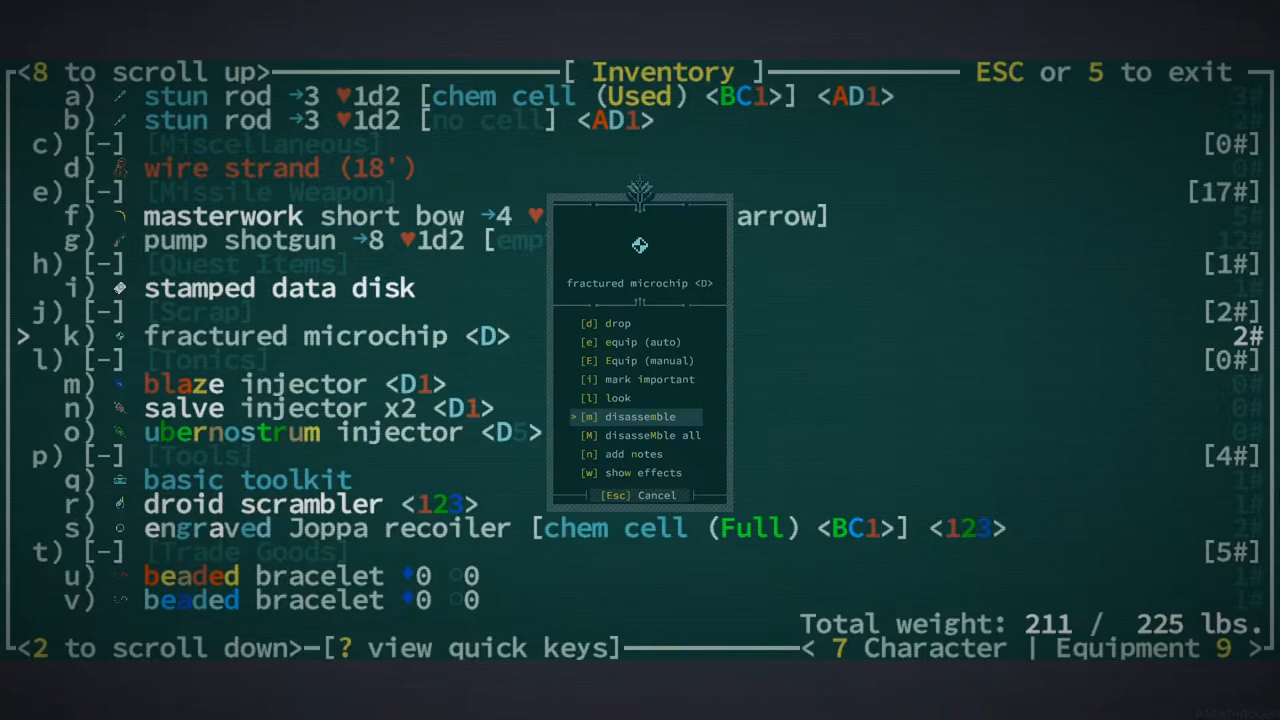 <8 to scroll up> [ Inventory ] ESC or 5 to exit
a) stun rod →3 ♥1d2 [chem cell (Used) <BC1>] <AD1>
b) stun rod →3 ♥1d2 [no cell] <AD1>
c) [-] [Miscellaneous] [0#]
d) wire strand (18')
e) [-] [Missile Weapon] [17#]
f) masterwork short bow →4 ♥ arrow]
g) pump shotgun →8 ♥1d2 [empt
h) [-] [Quest Items] [1#]
i) stamped data disk
j) [-] [Scrap] [2#]
> k) fractured microchip <D> 2#
l) [-] [Tonics] [0#]
m) blaze injector <D1>
n) salve injector x2 <D1>
o) ubernostrum injector <D5>
p) [-] [Tools] [4#]
q) basic toolkit
r) droid scrambler <123>
s) engraved Joppa recoiler [chem cell (Full) <BC1>] <123>
t) [-] [Trade Goods] [5#]
u) beaded bracelet ♦0 ○0
v) beaded bracelet ♦0 ○0
Total weight: 211 / 225 lbs.
<2 to scroll down> [? view quick keys] < 7 Character | Equipment 9 >
fractured microchip <D>
[d] drop
[e] equip (auto)
[E] Equip (manual)
[i] mark important
[l] look
> [m] disassemble
[M] disasseMble all
[n] add notes
[w] show effects
[Esc] Cancel